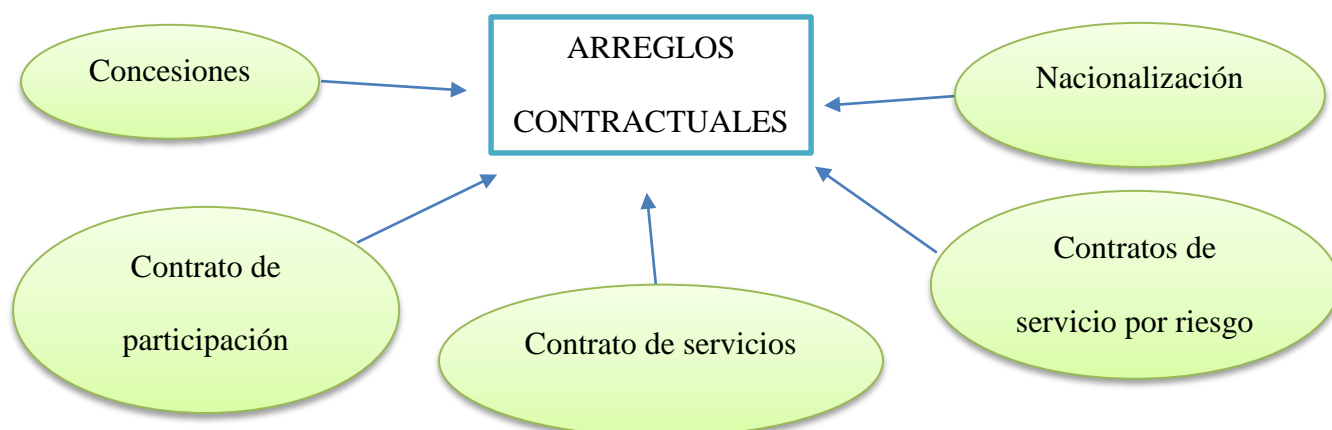 ARREGLOS
CONTRACTUALES
Concesiones
Nacionalización
Contrato de
participación
Contrato de servicios
Contratos de
servicio por riesgo